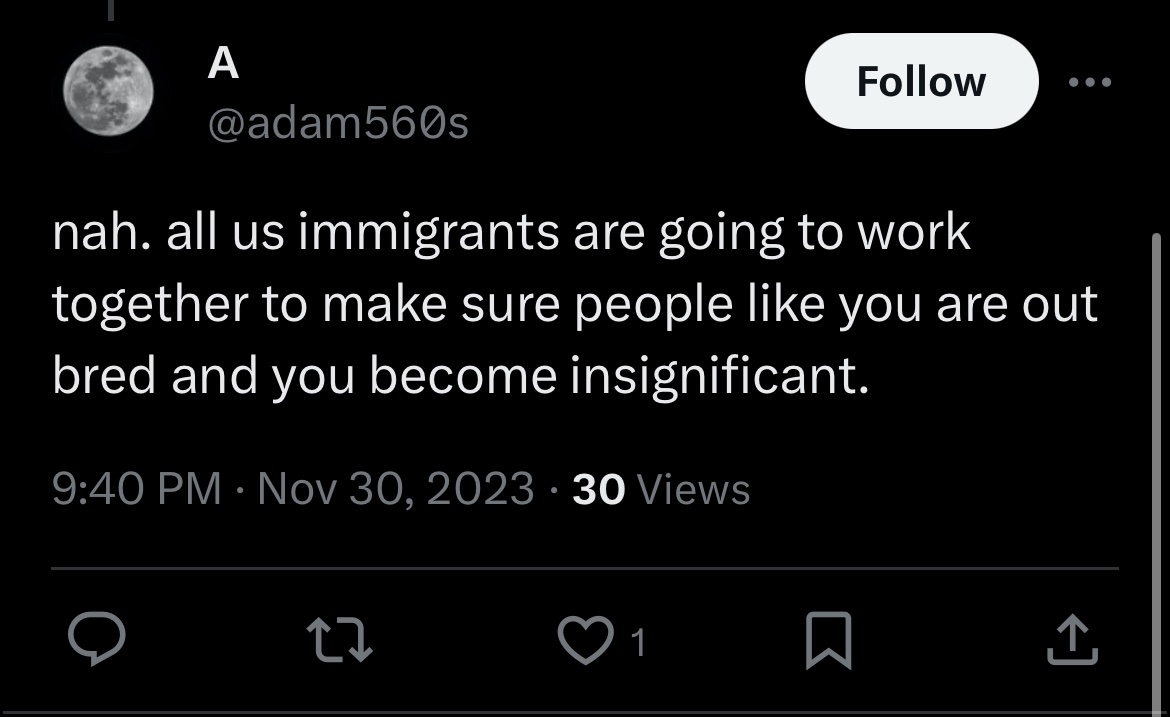 A
Follow
@adam560s
nah. all us immigrants are going to work
together to make sure people like you are out
bred and you become insignificant.
9:40 PM · Nov 30, 2023 · 30 Views
1